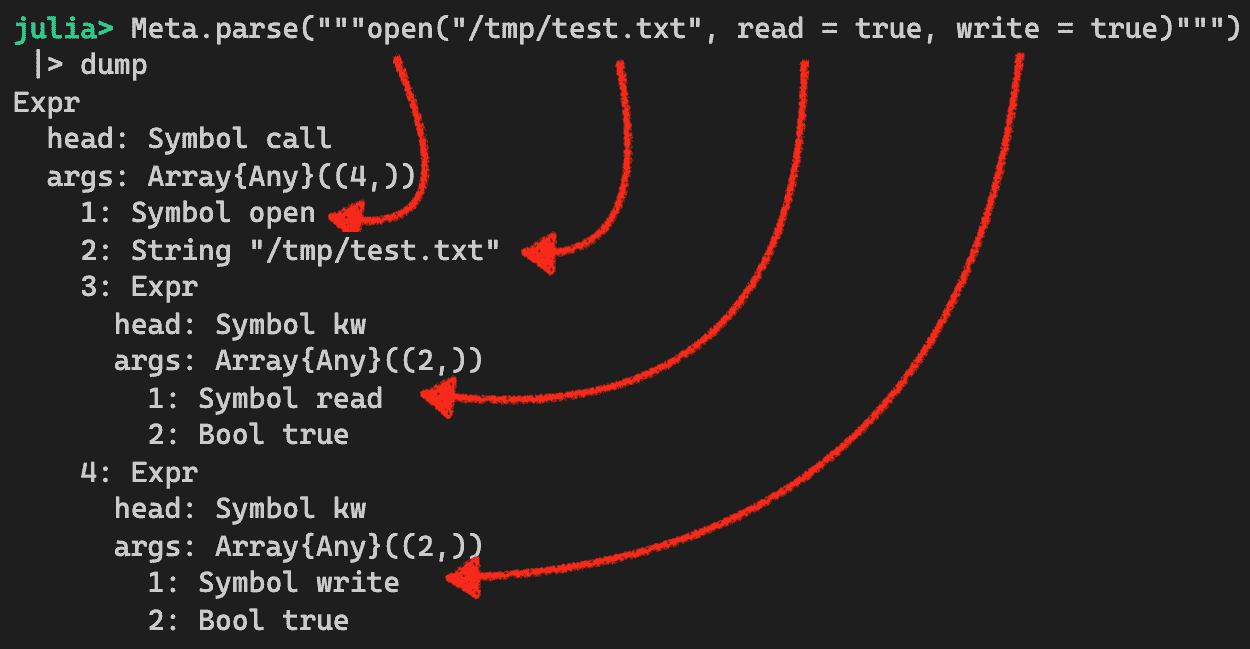 julia> Meta.parse("""open("/tmp/test.txt", read = true, write = true)""")
 |> dump
Expr
  head: Symbol call
  args: Array{Any}((4,))
    1: Symbol open
    2: String "/tmp/test.txt"
    3: Expr
      head: Symbol kw
      args: Array{Any}((2,))
        1: Symbol read
        2: Bool true
    4: Expr
      head: Symbol kw
      args: Array{Any}((2,))
        1: Symbol write
        2: Bool true